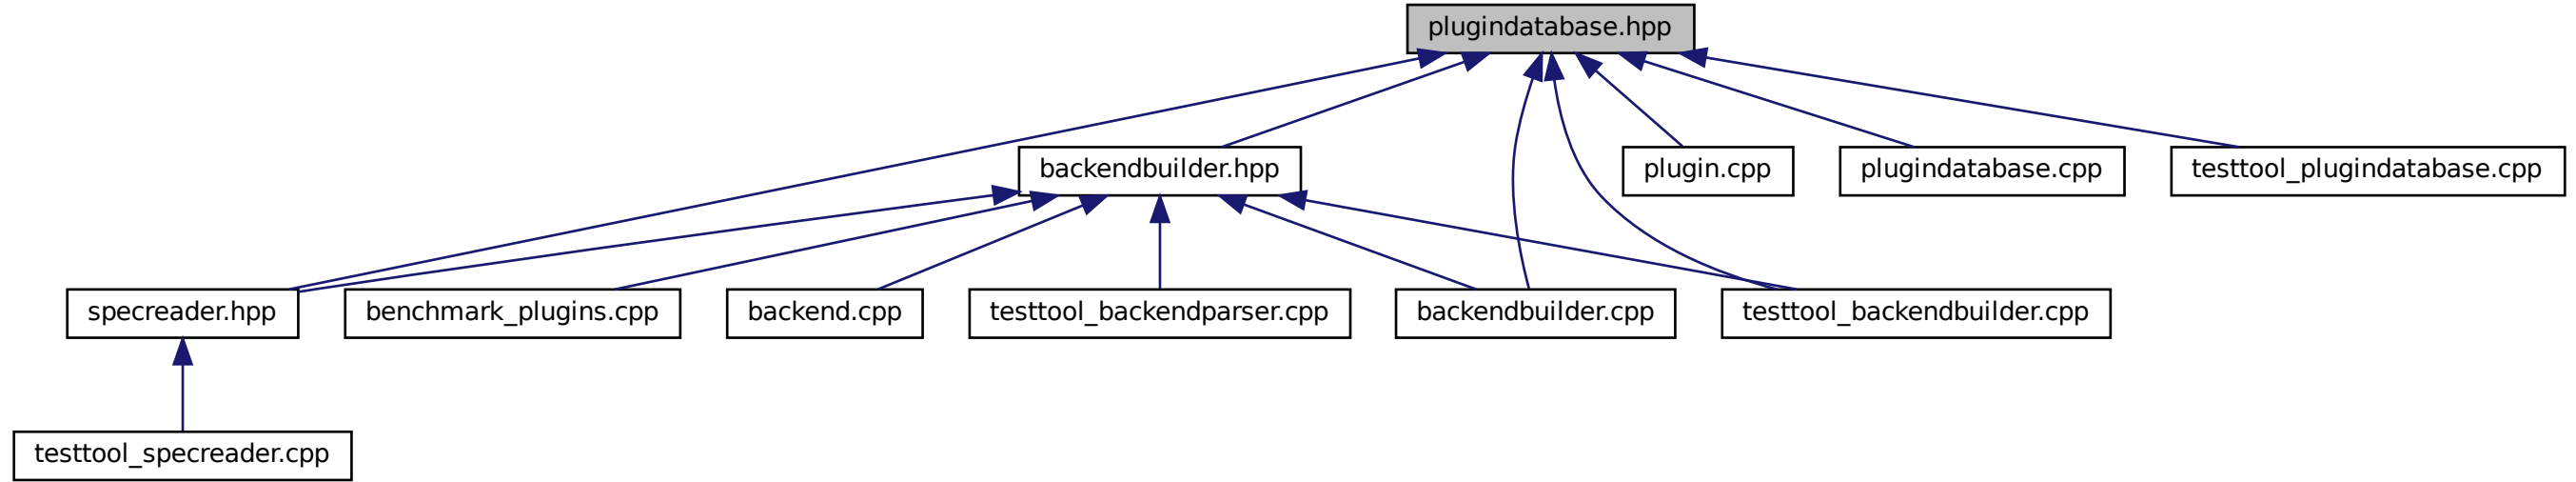 plugindatabase.hpp
backendbuilder.hpp
plugin.cpp
plugindatabase.cpp
testtool_plugindatabase.cpp
specreader.hpp
benchmark_plugins.cpp
backend.cpp
testtool_backendparser.cpp
backendbuilder.cpp
testtool_backendbuilder.cpp
testtool_specreader.cpp